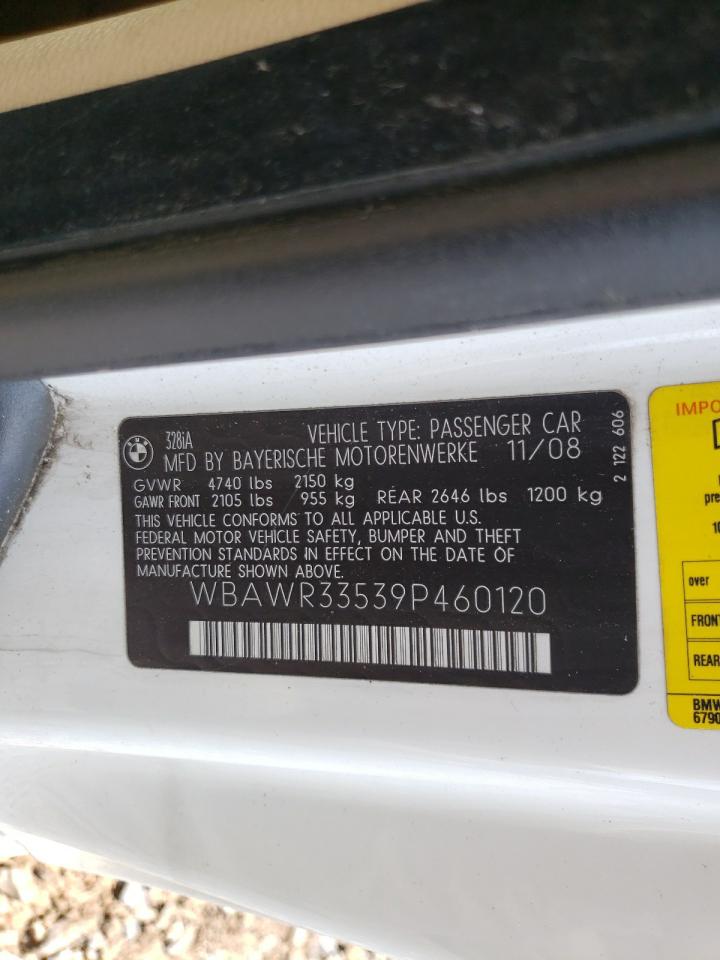 BMW
328iA
VEHICLE TYPE: PASSENGER CAR
MFD BY BAYERISCHE MOTORENWERKE 11/08
GVWR 4740 lbs 2150 kg
GAWR FRONT 2105 lbs 955 kg REAR 2646 lbs 1200 kg
THIS VEHICLE CONFORMS TO ALL APPLICABLE U.S.
FEDERAL MOTOR VEHICLE SAFETY, BUMPER AND THEFT
PREVENTION STANDARDS IN EFFECT ON THE DATE OF
MANUFACTURE SHOWN ABOVE.
WBAWR33539P460120
2 122 606
IMPO
pre
10
over
FRONT
REAR
BMW
6790